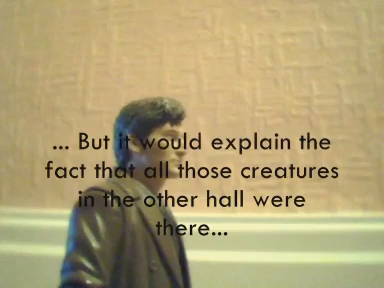 ... But it would explain the
fact that all those creatures
in the other hall were
there...